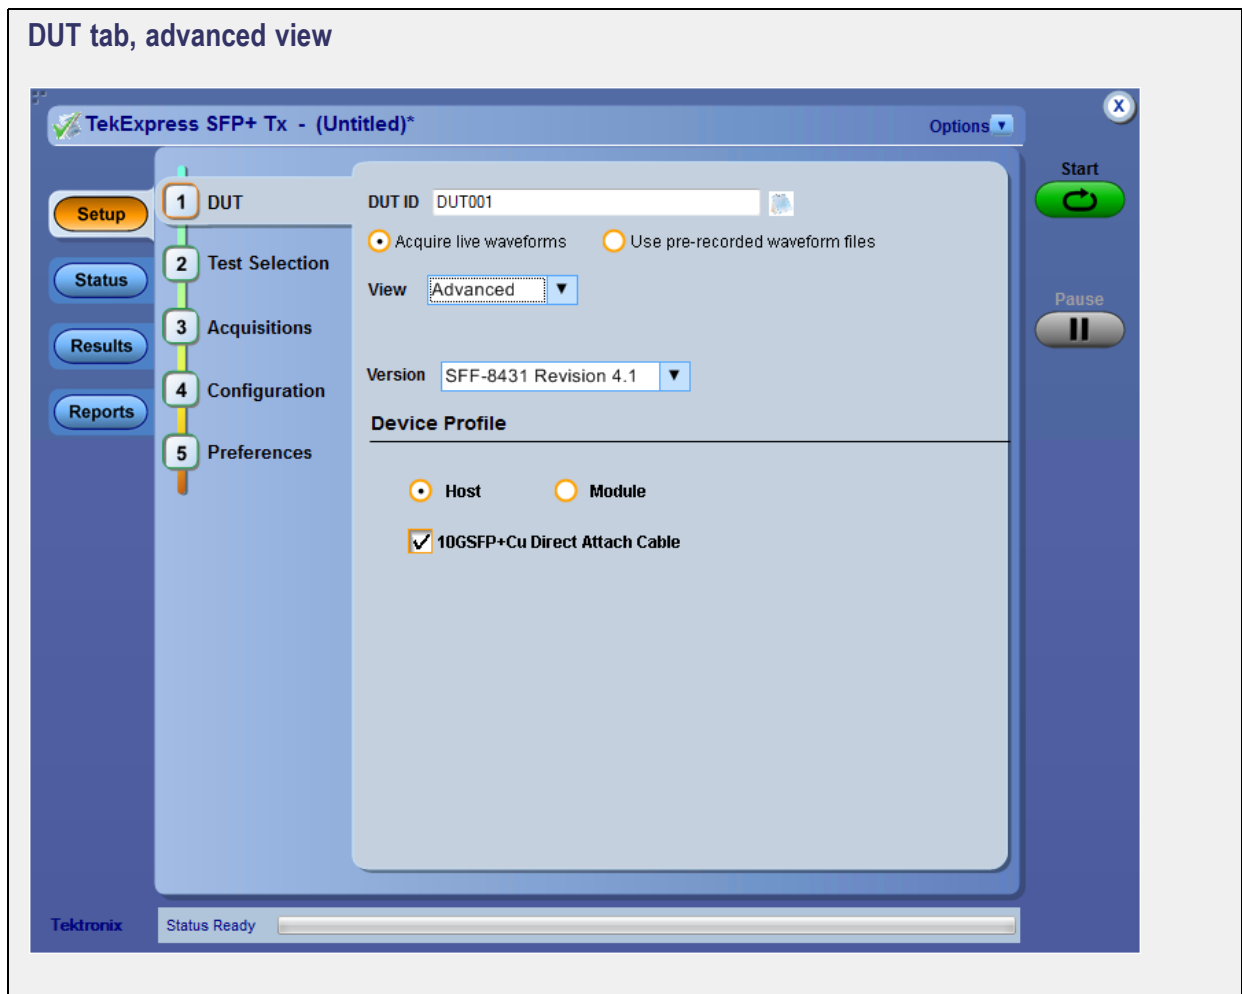 DUT tab, advanced view
X
TekExpress SFP+ Tx - (Untitled)*
Options
Start
Setup
1 DUT
DUT ID DUT001
Acquire live waveforms Use pre-recorded waveform files
2 Test Selection
Status
View Advanced
Pause
3 Acquisitions
Results
Version SFF-8431 Revision 4.1
4 Configuration
Reports
Device Profile
5 Preferences
Host Module
10GSFP+Cu Direct Attach Cable
Tektronix
Status Ready